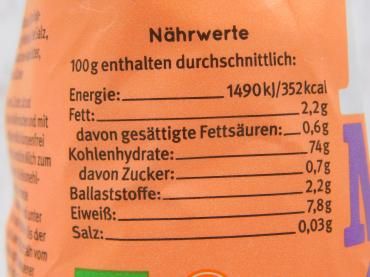 Nährwerte
100g enthalten durchschnittlich:
Energie: 1490kJ/352kcal
Fett: 2,2g
davon gesättigte Fettsäuren: 0,6g
Kohlenhydrate: 74g
davon Zucker: 0,7g
Ballaststoffe: 2,2g
Eiweiß: 7,8g
Salz: 0,03g